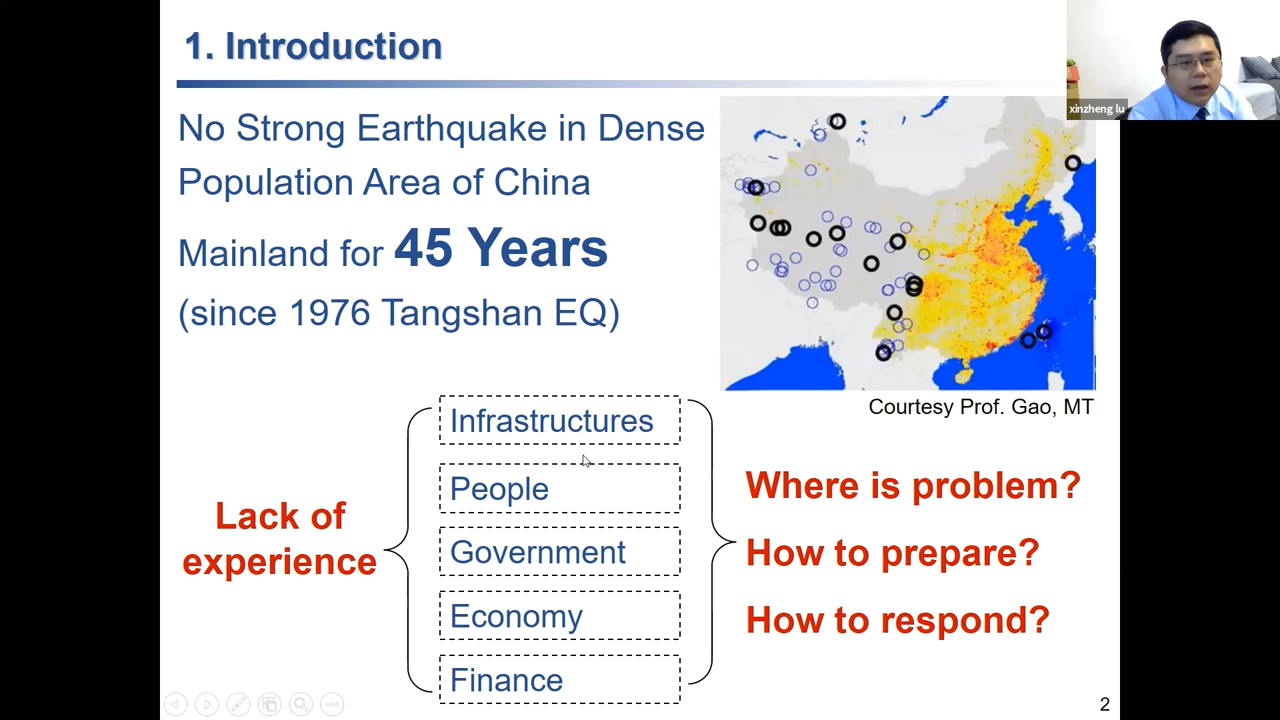 1. Introduction
xinzheng lu
No Strong Earthquake in Dense
Population Area of China
Mainland for 45 Years
(since 1976 Tangshan EQ)
Courtesy Prof. Gao, MT
Lack of
experience
Infrastructures
People
Government
Economy
Finance
Where is problem?
How to prepare?
How to respond?
2